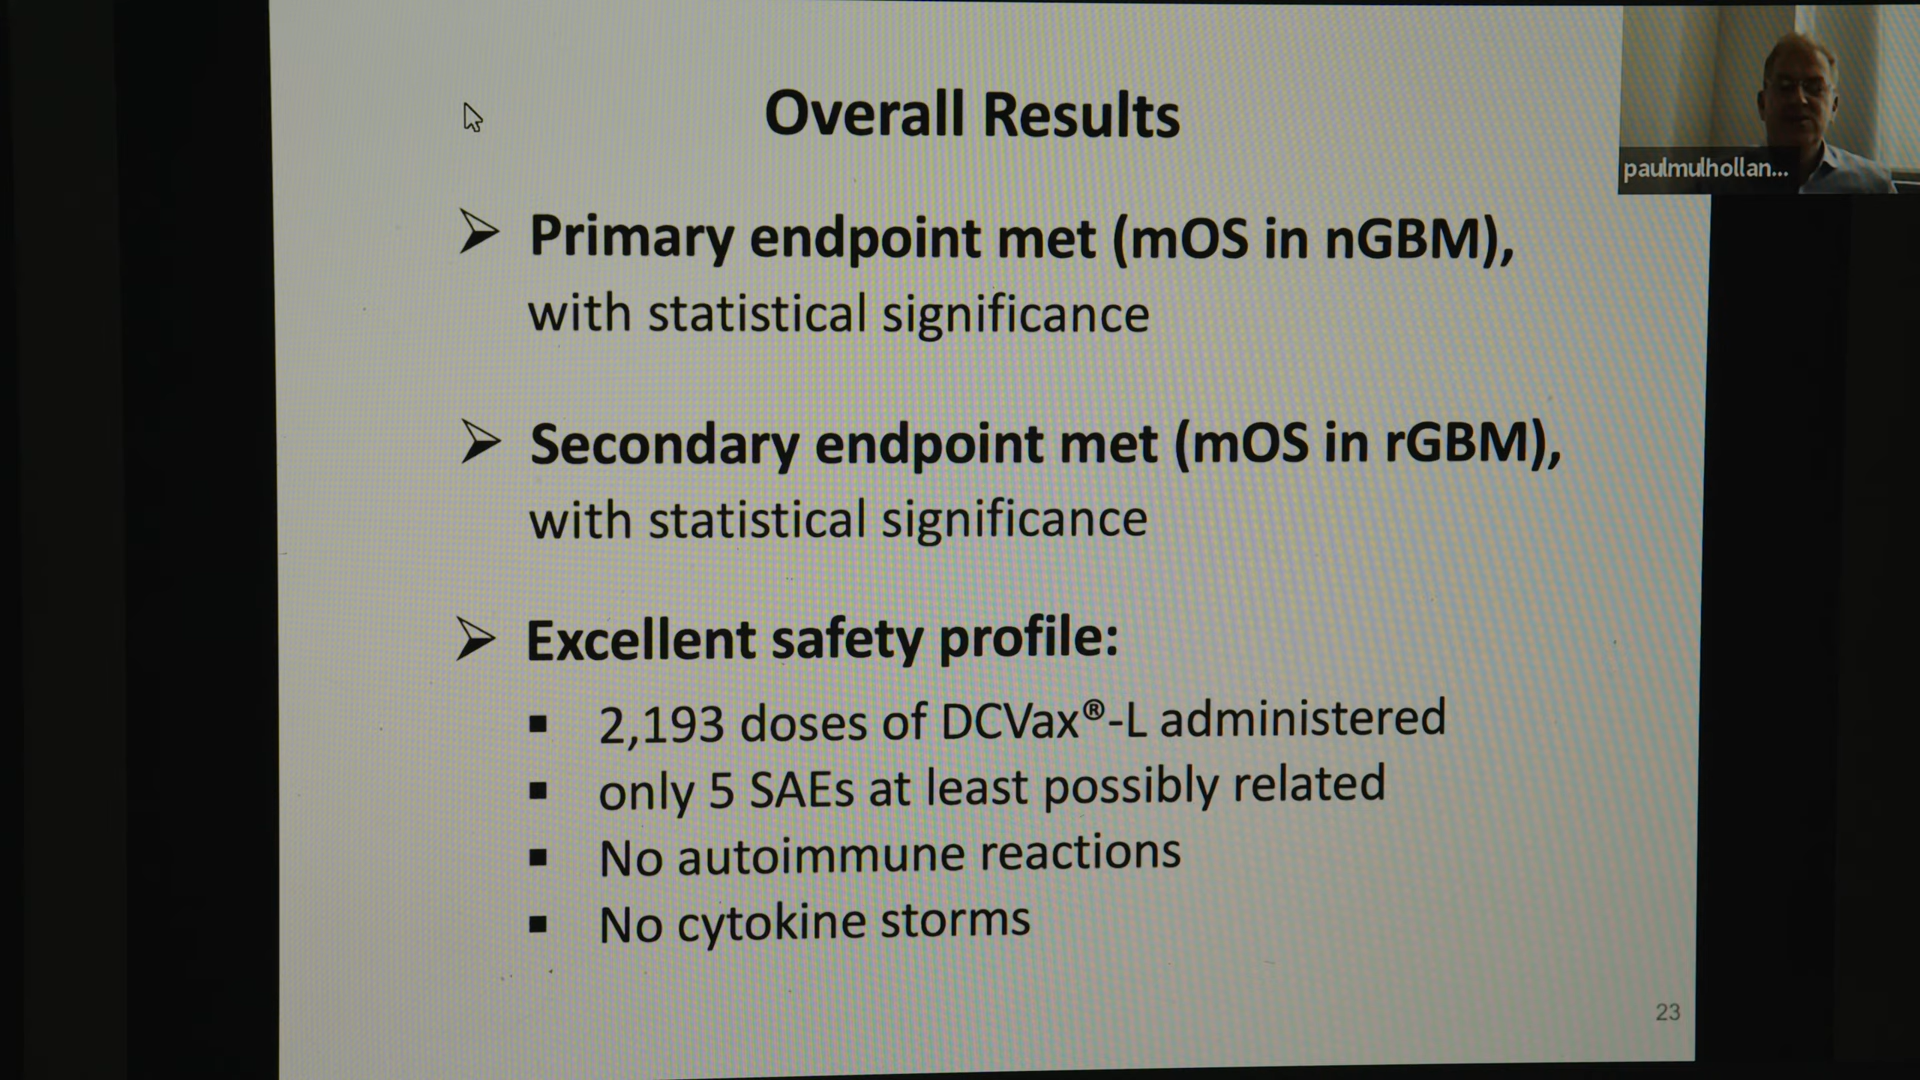 Overall Results
paulmulhollan...
➢ Primary endpoint met (mOS in nGBM),
with statistical significance
➢ Secondary endpoint met (mOS in rGBM),
with statistical significance
➢ Excellent safety profile:
▪ 2,193 doses of DCVax®-L administered
▪ only 5 SAEs at least possibly related
▪ No autoimmune reactions
▪ No cytokine storms
23